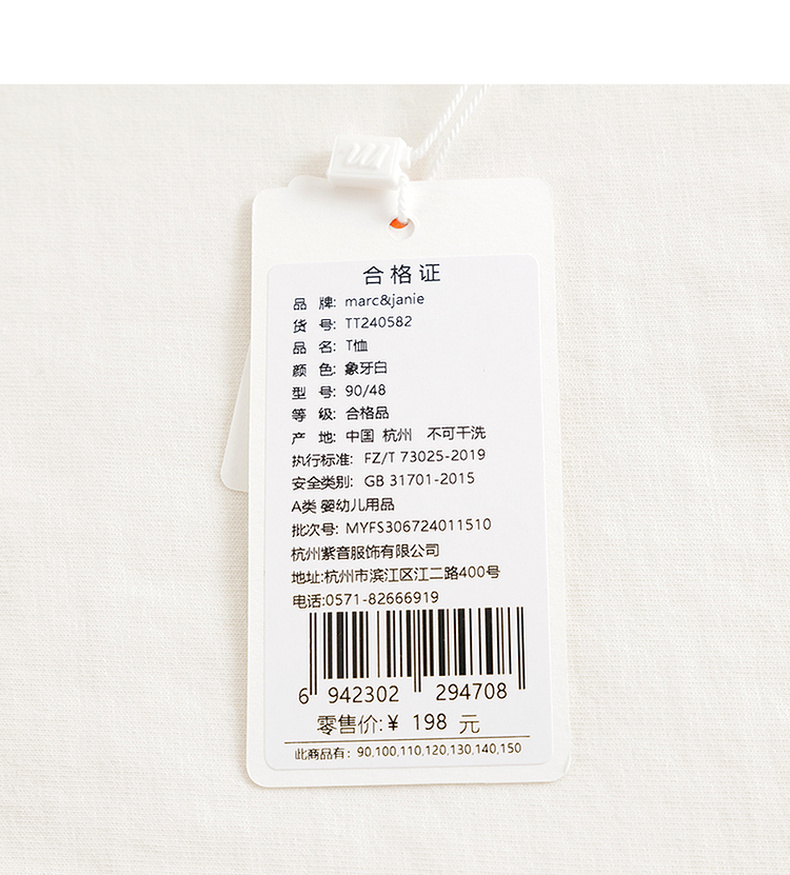 合格证
品 牌: marc&janie
货 号: TT240582
品 名: T恤
颜 色: 象牙白
型 号: 90/48
等 级: 合格品
产 地: 中国 杭州 不可干洗
执行标准: FZ/T 73025-2019
安全类别: GB 31701-2015
A类 婴幼儿用品
批次号: MYFS306724011510
杭州紫音服饰有限公司
地址:杭州市滨江区江二路400号
电话:0571-82666919
6 942302 294708
零售价:¥ 198 元
此商品有: 90,100,110,120,130,140,150